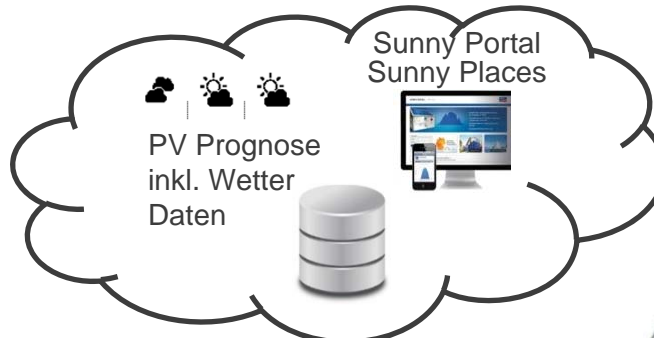 Sunny Portal
Sunny Places
PV Prognose
inkl. Wetter
Daten